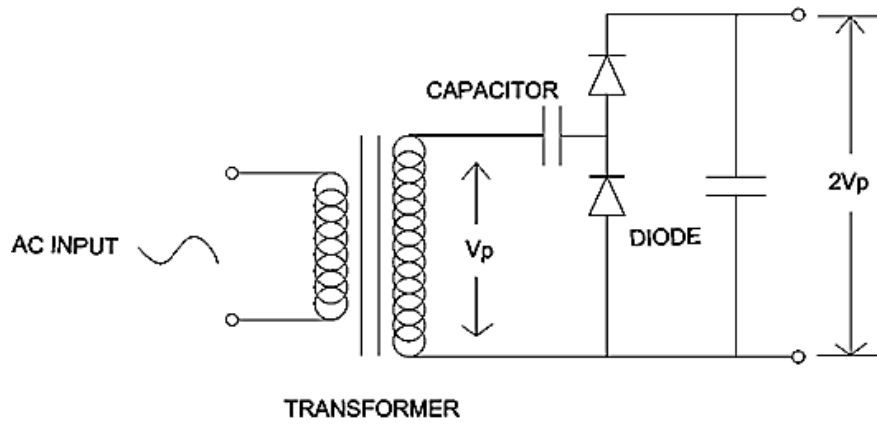 CAPACITOR
AC INPUT
Vp
DIODE
2Vp
TRANSFORMER